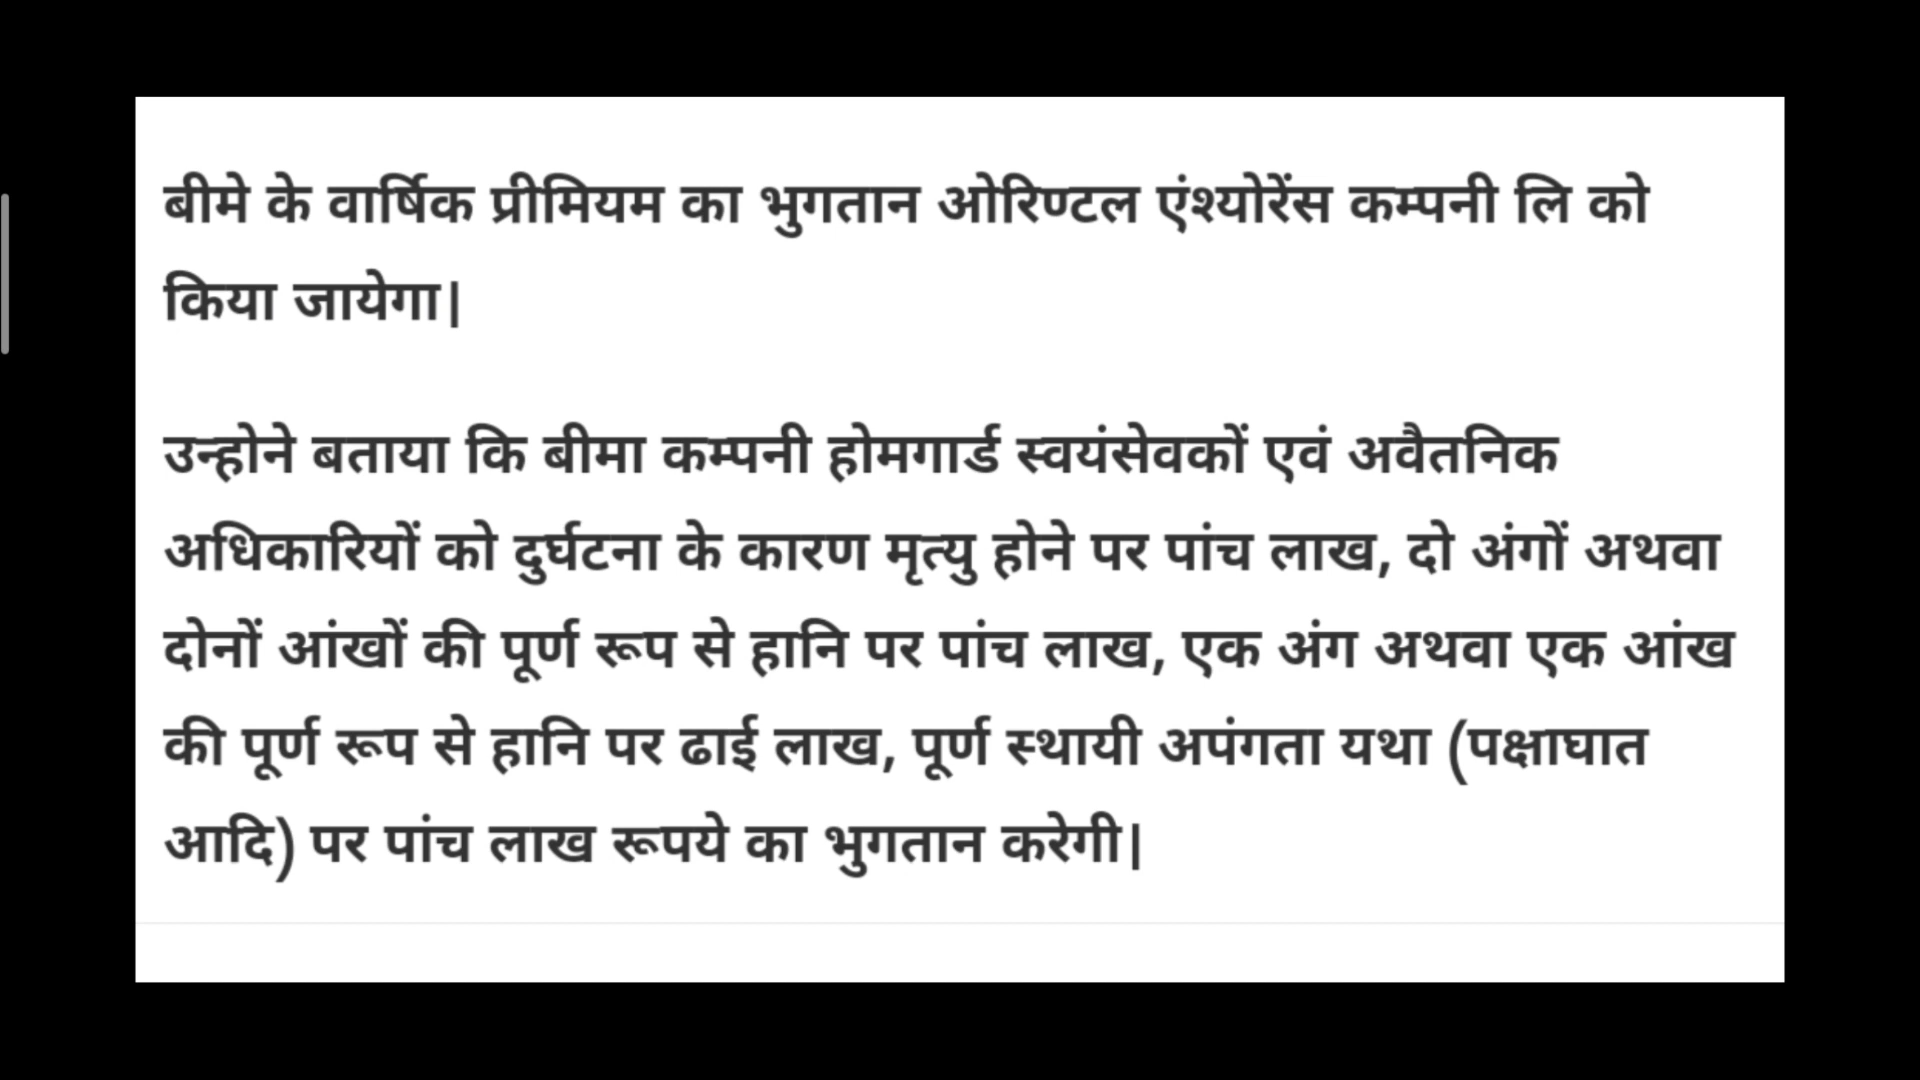 बीमे के वार्षिक प्रीमियम का भुगतान ओरिण्टल एंश्योरेंस कम्पनी लि को
किया जायेगा।
उन्होने बताया कि बीमा कम्पनी होमगार्ड स्वयंसेवकों एवं अवैतनिक
अधिकारियों को दुर्घटना के कारण मृत्यु होने पर पांच लाख, दो अंगों अथवा
दोनों आंखों की पूर्ण रूप से हानि पर पांच लाख, एक अंग अथवा एक आंख
की पूर्ण रूप से हानि पर ढाई लाख, पूर्ण स्थायी अपंगता यथा (पक्षाघात
आदि) पर पांच लाख रूपये का भुगतान करेगी।